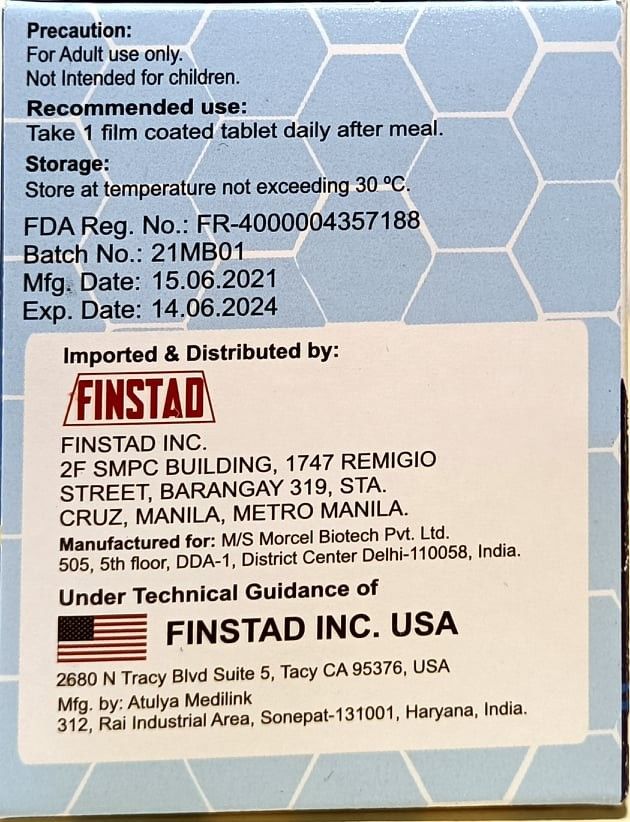 Precaution:
For Adult use only.
Not Intended for children.
Recommended use:
Take 1 film coated tablet daily after meal.
Storage:
Store at temperature not exceeding 30 ºC.
FDA Reg. No.: FR-4000004357188
Batch No.: 21MB01
Mfg. Date: 15.06.2021
Exp. Date: 14.06.2024
Imported & Distributed by:
FINSTAD
FINSTAD INC.
2F SMPC BUILDING, 1747 REMIGIO
STREET, BARANGAY 319, STA.
CRUZ, MANILA, METRO MANILA.
Manufactured for: M/S Morcel Biotech Pvt. Ltd.
505, 5th floor, DDA-1, District Center Delhi-110058, India.
Under Technical Guidance of
FINSTAD INC. USA
2680 N Tracy Blvd Suite 5, Tacy CA 95376, USA
Mfg. by: Atulya Medilink
312, Rai Industrial Area, Sonepat-131001, Haryana, India.